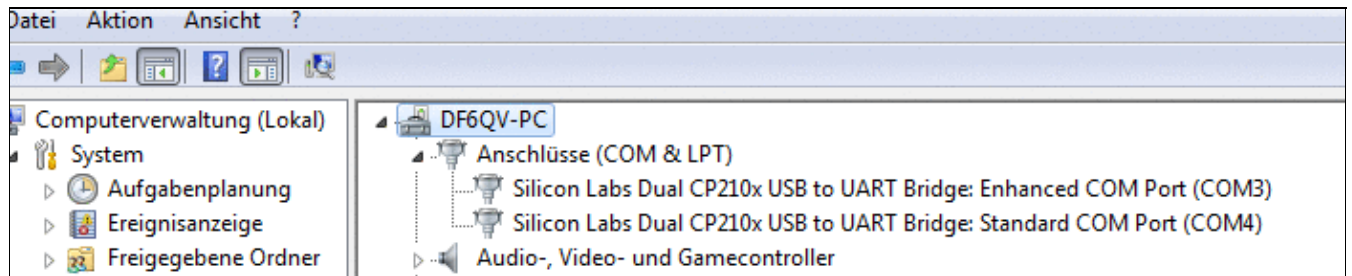 Datei Aktion Ansicht ?
Computerverwaltung (Lokal)
System
Aufgabenplanung
Ereignisanzeige
Freigegebene Ordner
DF6QV-PC
Anschlüsse (COM & LPT)
Silicon Labs Dual CP210x USB to UART Bridge: Enhanced COM Port (COM3)
Silicon Labs Dual CP210x USB to UART Bridge: Standard COM Port (COM4)
Audio-, Video- und Gamecontroller